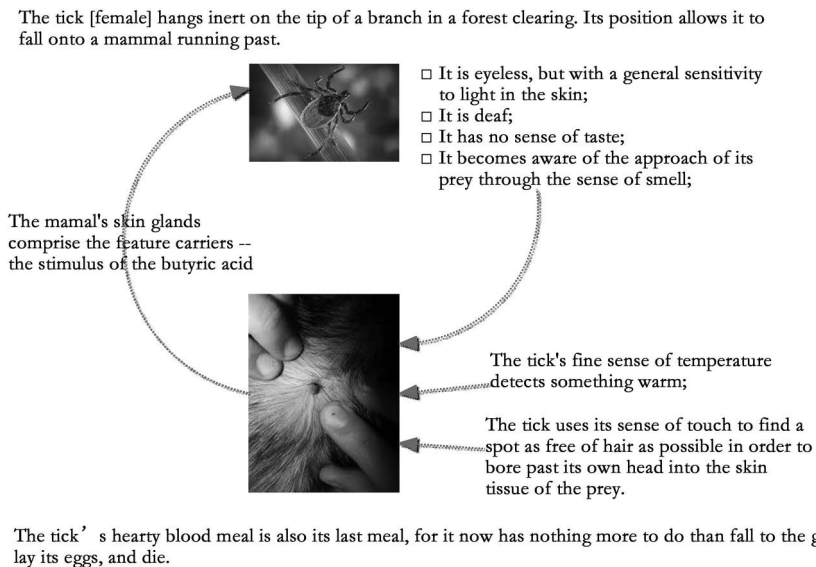 The tick [female] hangs inert on the tip of a branch in a forest clearing. Its position allows it to
fall onto a mammal running past.
□ It is eyeless, but with a general sensitivity
to light in the skin;
□ It is deaf;
□ It has no sense of taste;
□ It becomes aware of the approach of its
prey through the sense of smell;
The mamal's skin glands
comprise the feature carriers --
the stimulus of the butyric acid
The tick's fine sense of temperature
detects something warm;
The tick uses its sense of touch to find a
spot as free of hair as possible in order to
bore past its own head into the skin
tissue of the prey.
The tick’s hearty blood meal is also its last meal, for it now has nothing more to do than fall to the
lay its eggs, and die.